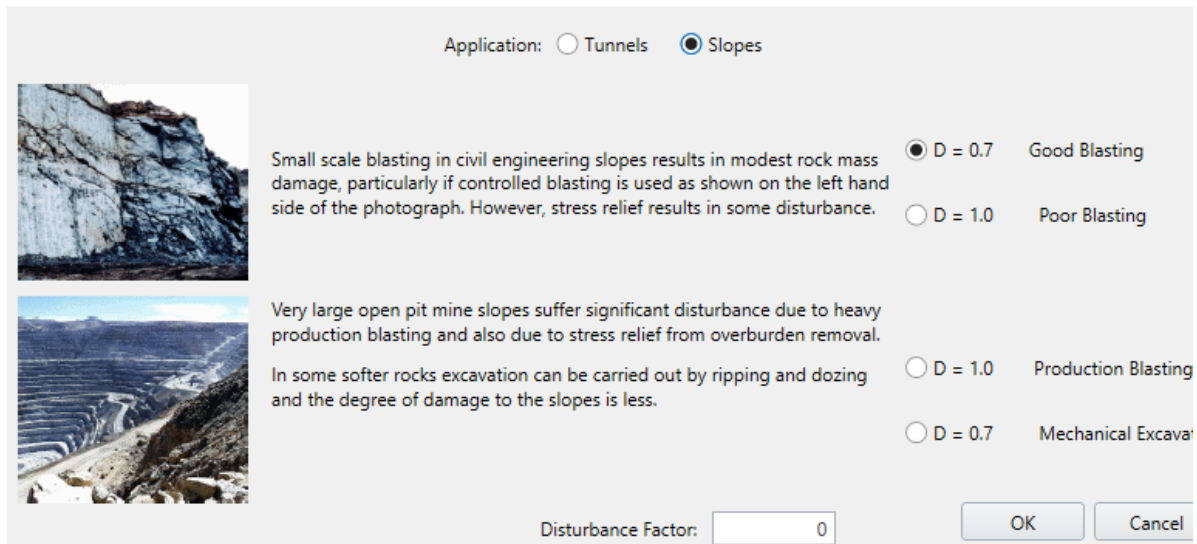 Application: Tunnels Slopes
Small scale blasting in civil engineering slopes results in modest rock mass
damage, particularly if controlled blasting is used as shown on the left hand
side of the photograph. However, stress relief results in some disturbance.
D = 0.7 Good Blasting
D = 1.0 Poor Blasting
Very large open pit mine slopes suffer significant disturbance due to heavy
production blasting and also due to stress relief from overburden removal.
In some softer rocks excavation can be carried out by ripping and dozing
and the degree of damage to the slopes is less.
D = 1.0 Production Blasting
D = 0.7 Mechanical Excavat
Disturbance Factor: 0
OK Cancel